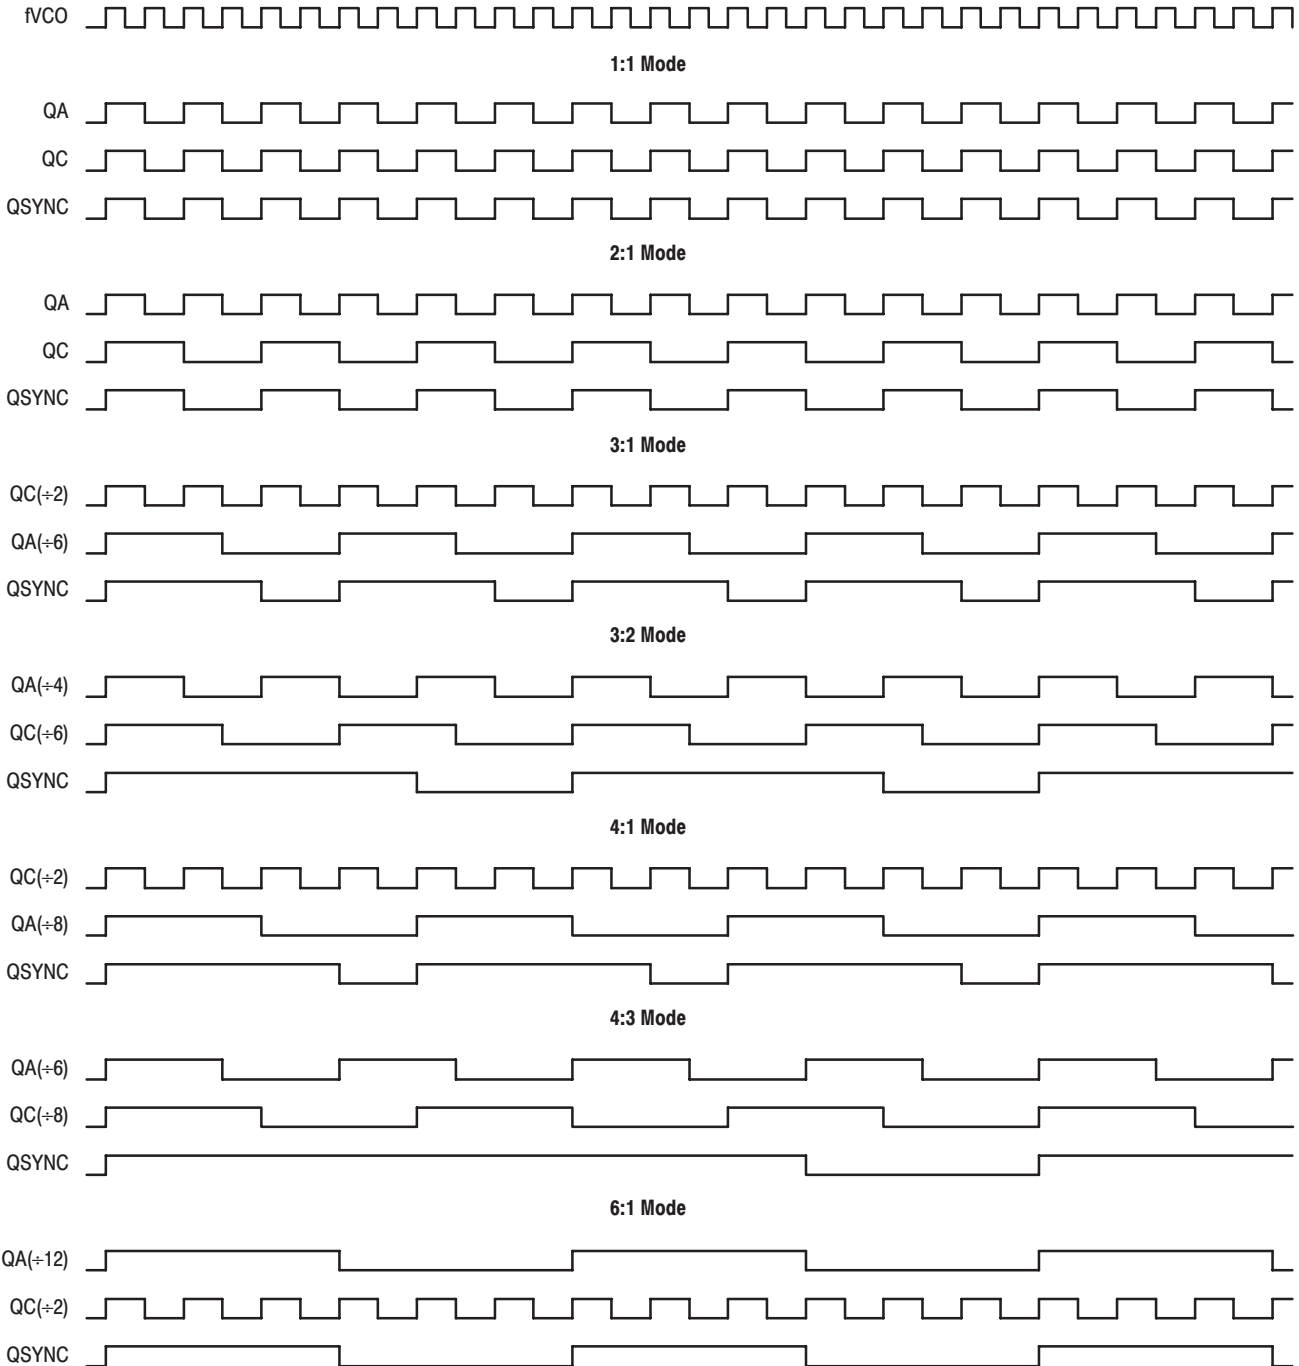 fVCO
1:1 Mode
QA
QC
QSYNC
2:1 Mode
QA
QC
QSYNC
3:1 Mode
QC(÷2)
QA(÷6)
QSYNC
3:2 Mode
QA(÷4)
QC(÷6)
QSYNC
4:1 Mode
QC(÷2)
QA(÷8)
QSYNC
4:3 Mode
QA(÷6)
QC(÷8)
QSYNC
6:1 Mode
QA(÷12)
QC(÷2)
QSYNC